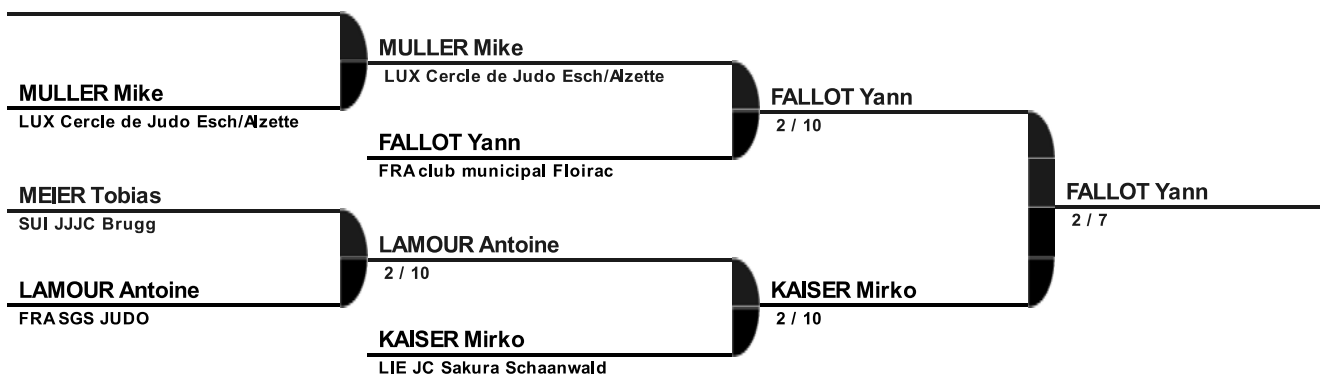 MULLER Mike
LUX Cercle de Judo Esch/Alzette
MEIER Tobias
SUI JJJC Brugg
LAMOUR Antoine
FRA SGS JUDO
MULLER Mike
LUX Cercle de Judo Esch/Alzette
FALLOT Yann
FRA club municipal Floirac
LAMOUR Antoine
2 / 10
KAISER Mirko
LIE JC Sakura Schaanwald
FALLOT Yann
2 / 10
KAISER Mirko
2 / 10
FALLOT Yann
2 / 7